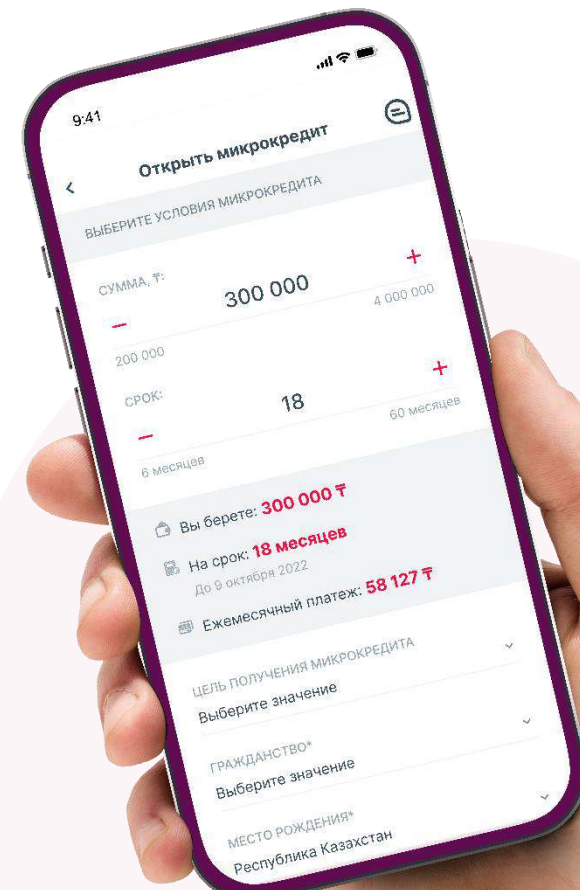 9:41
Открыть микрокредит
ВЫБЕРИТЕ УСЛОВИЯ МИКРОКРЕДИТА
СУММА, ₸:
− 300 000 +
200 000 4 000 000
СРОК:
− 18 +
6 месяцев 60 месяцев
Вы берете: 300 000 ₸
На срок: 18 месяцев
До 9 октября 2022
Ежемесячный платеж: 58 127 ₸
ЦЕЛЬ ПОЛУЧЕНИЯ МИКРОКРЕДИТА
Выберите значение
ГРАЖДАНСТВО*
Выберите значение
МЕСТО РОЖДЕНИЯ*
Республика Казахстан